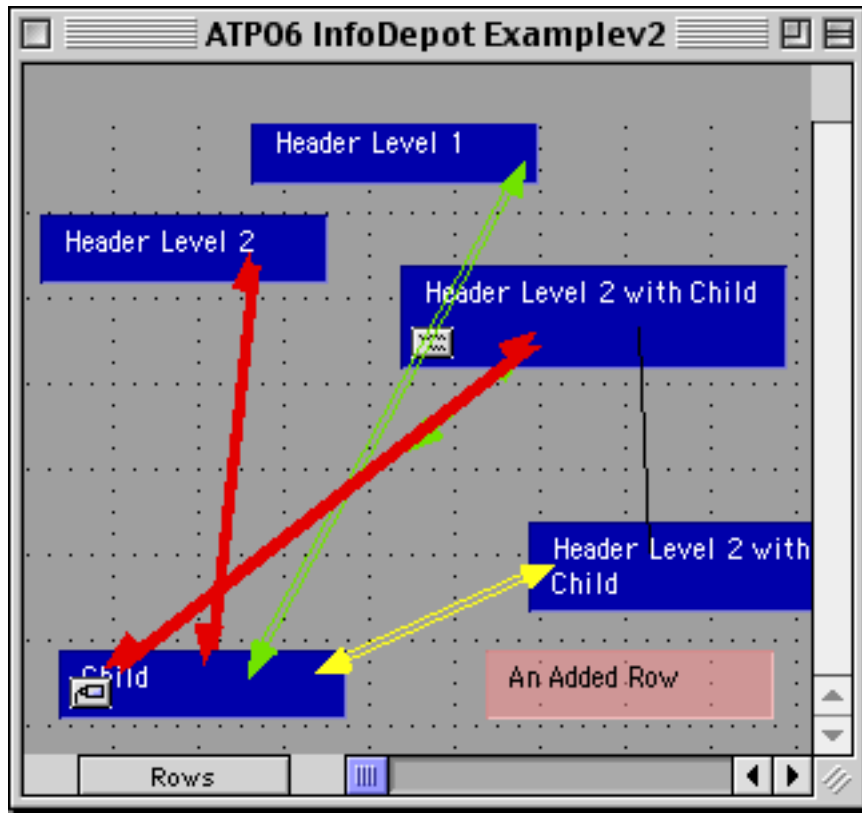 ATPO6 InfoDepot Examplev2
Header Level 1
Header Level 2
Header Level 2 with Child
Header Level 2 with
Child
Child
An Added Row
Rows